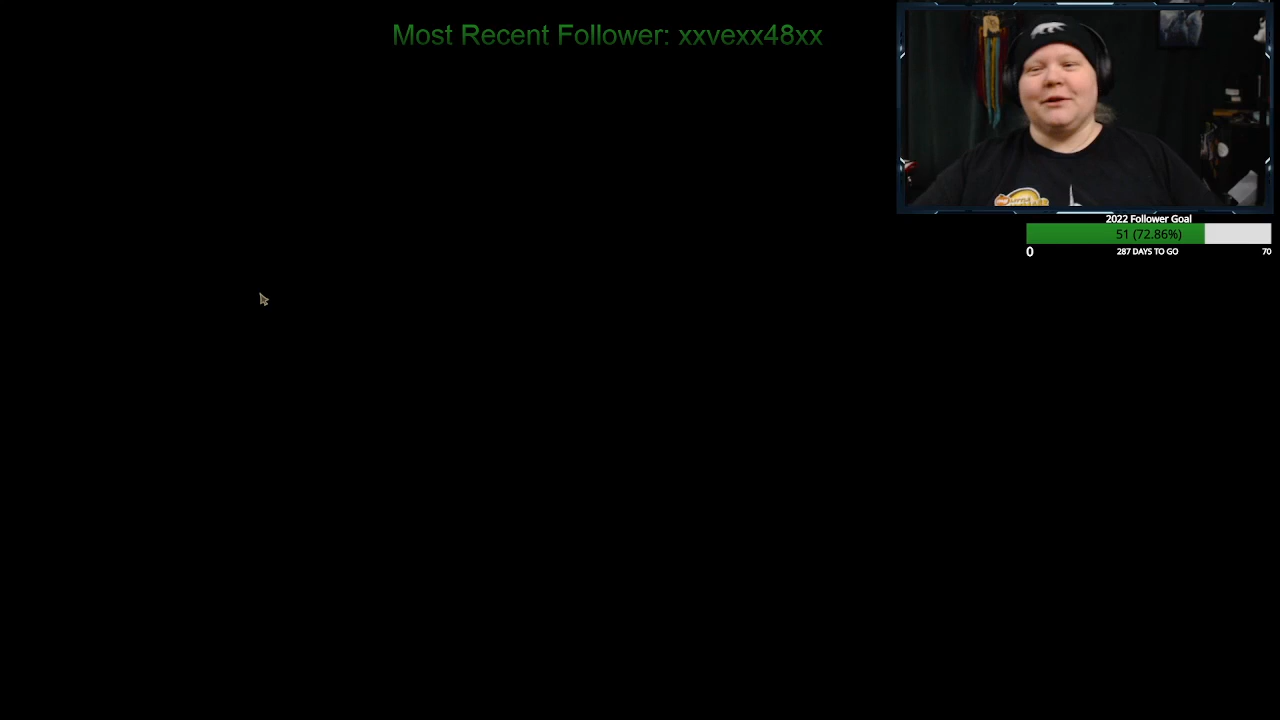 Most Recent Follower: xxvexx48xx
2022 Follower Goal
51 (72.86%)
0
287 DAYS TO GO
70